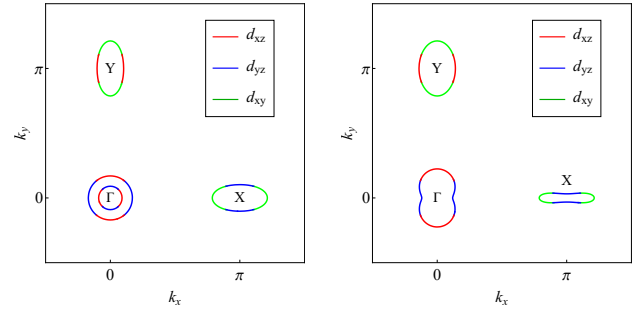 π
k_y
0
Y
Γ
X
d_xz
d_yz
d_xy
0
π
k_x
π
k_y
0
Y
Γ
X
d_xz
d_yz
d_xy
0
π
k_x